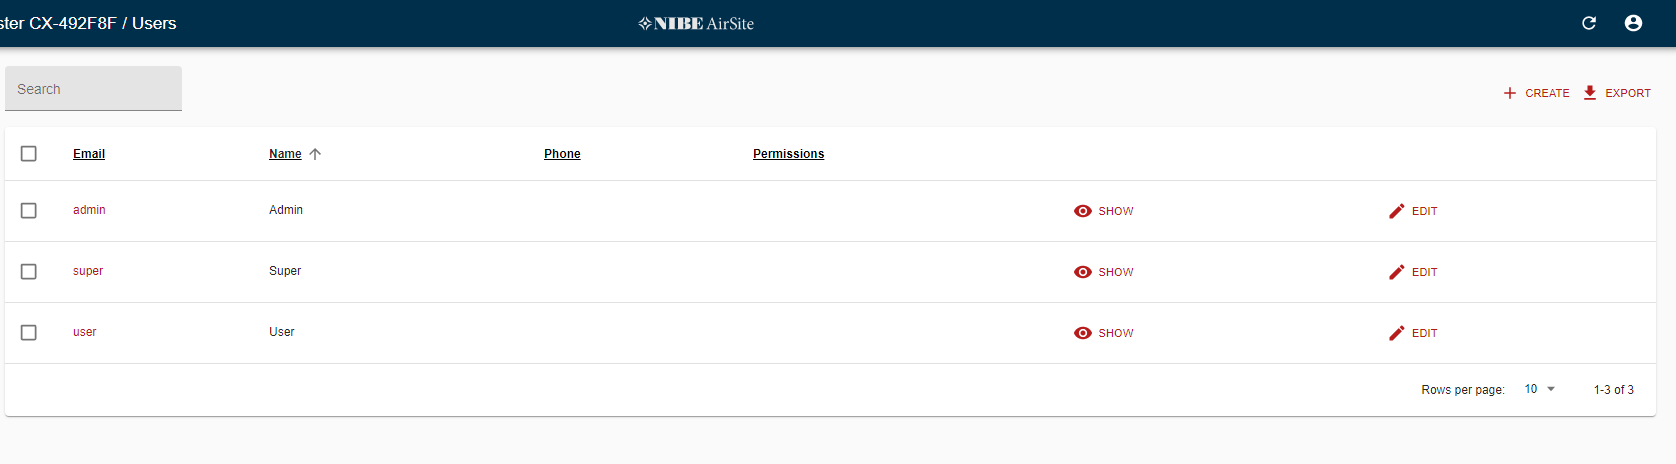 ster CX-492F8F / Users
NIBE AirSite
Search
CREATE EXPORT
Email Name Phone Permissions
admin Admin SHOW EDIT
super Super SHOW EDIT
user User SHOW EDIT
Rows per page: 10 1-3 of 3